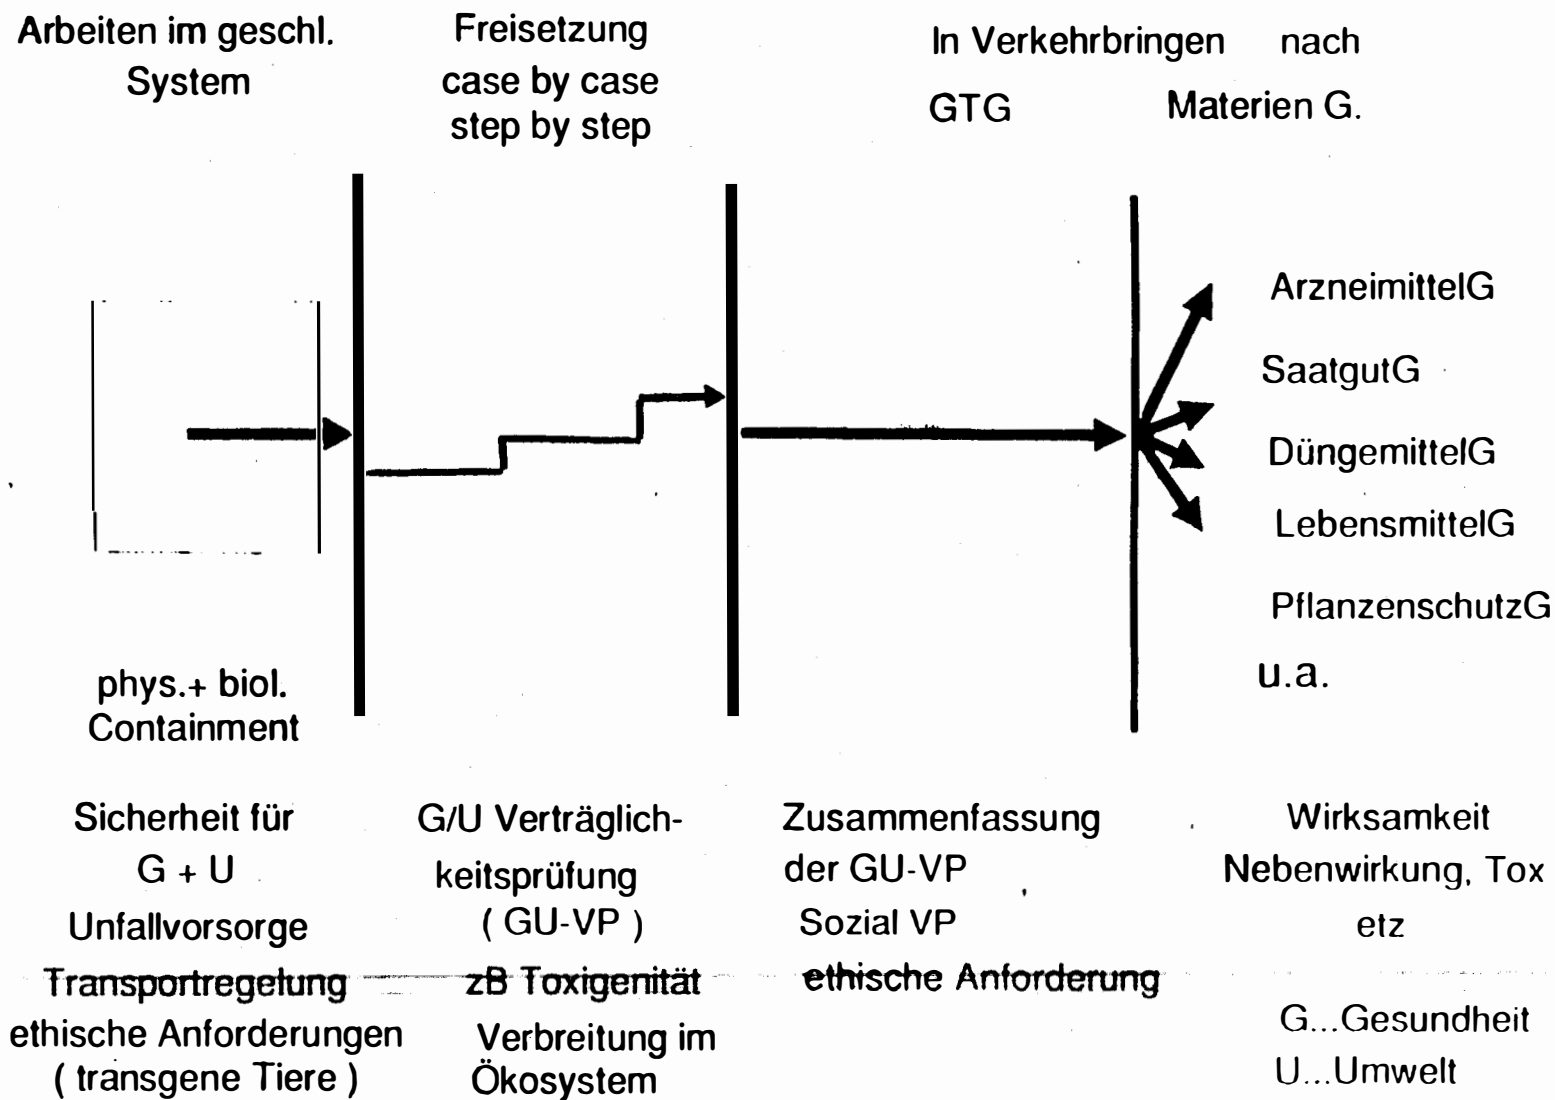 Arbeiten im geschl.
System
Freisetzung
case by case
step by step
In Verkehrbringen nach
GTG Materien G.
ArzneimittelG
SaatgutG
DüngemittelG
LebensmittelG
PflanzenschutzG
u.a.
phys.+ biol.
Containment
Sicherheit für
G + U
Unfallvorsorge
Transportregelung
ethische Anforderungen
( transgene Tiere )
G/U Verträglich-
keitsprüfung
( GU-VP )
zB Toxigenität
Verbreitung im
Ökosystem
Zusammenfassung
der GU-VP
Sozial VP
ethische Anforderung
Wirksamkeit
Nebenwirkung, Tox
etz
G...Gesundheit
U...Umwelt